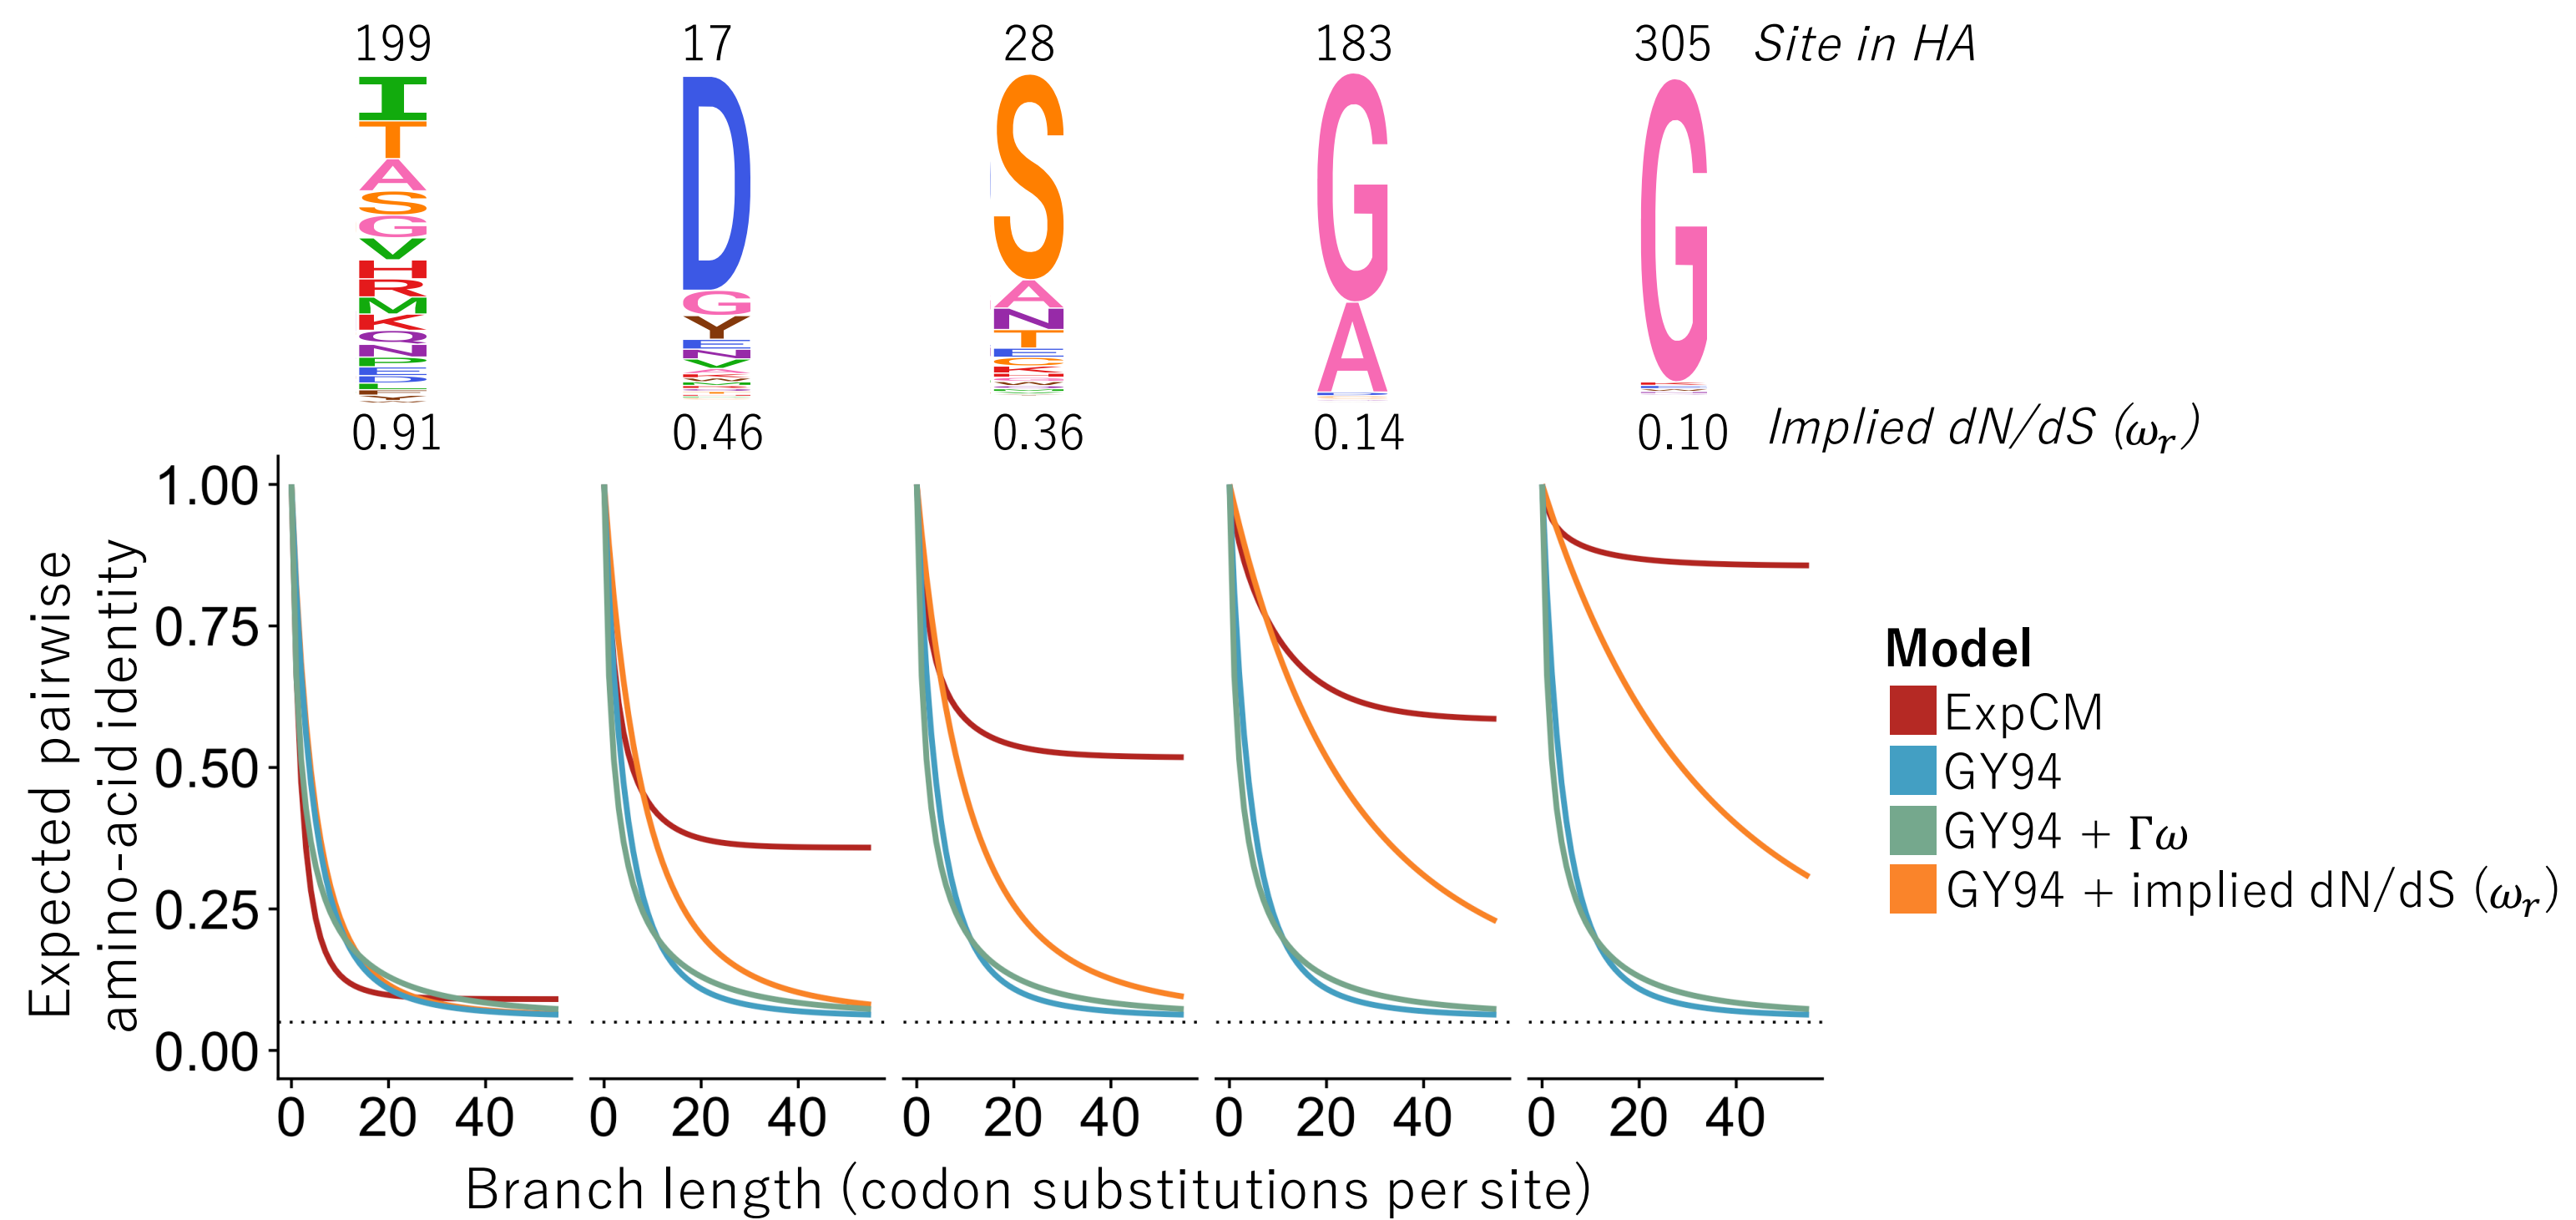 199 17 28 183 305 Site in HA
I D S G G
T G A A
A Y N
S E T
G N E
V V
H
R
M
K
Q
N
P
E
D
L
0.91 0.46 0.36 0.14 0.10 Implied dN/dS (ωr)
Expected pairwise
amino-acid identity
1.00
0.75
0.50
0.25
0.00
0 20 40 0 20 40 0 20 40 0 20 40 0 20 40
Branch length (codon substitutions per site)
Model
ExpCM
GY94
GY94 + Γω
GY94 + implied dN/dS (ωr)